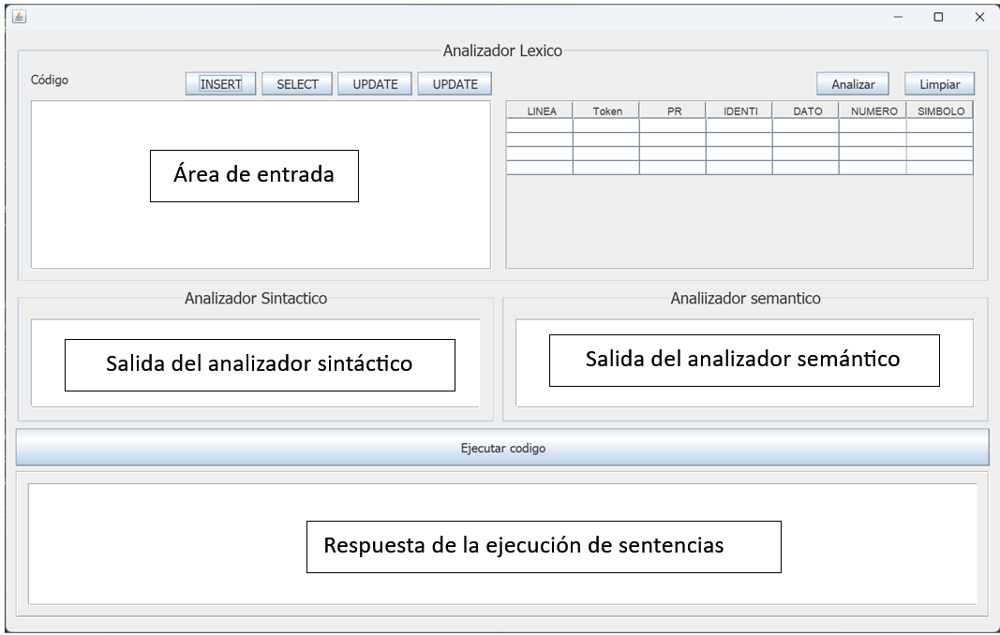 Analizador Lexico
Código
INSERT SELECT UPDATE UPDATE Analizar Limpiar
LINEA Token PR IDENTI DATO NUMERO SIMBOLO
Área de entrada
Analizador Sintactico
Analiizador semantico
Salida del analizador sintáctico
Salida del analizador semántico
Ejecutar codigo
Respuesta de la ejecución de sentencias